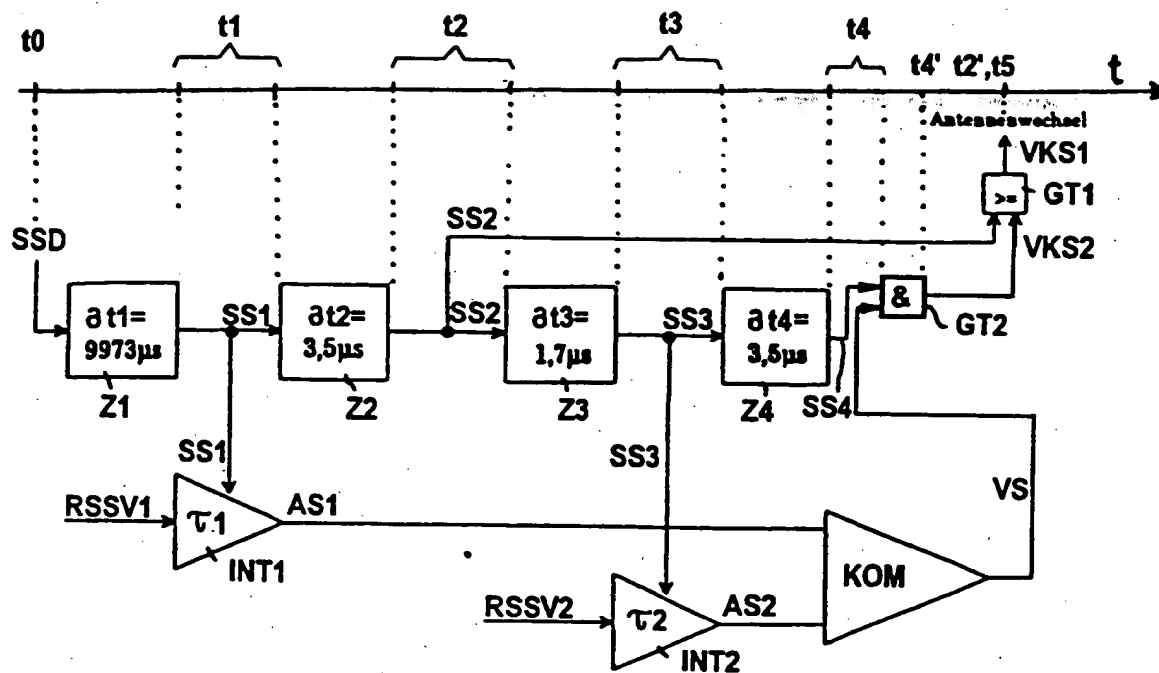 t0 t1 t2 t3 t4 t4' t2',t5 t
Antennenwechsel
VKS1
>= GT1
SS2
SSD VKS2
∂t1= SS1 ∂t2= SS2 ∂t3= SS3 ∂t4= &
9973µs 3,5µs 1,7µs 3,5µs GT2
Z1 Z2 Z3 Z4 SS4
SS1 SS3
RSSV1 τ1 AS1 VS
INT1 KOM
RSSV2 τ2 AS2
INT2